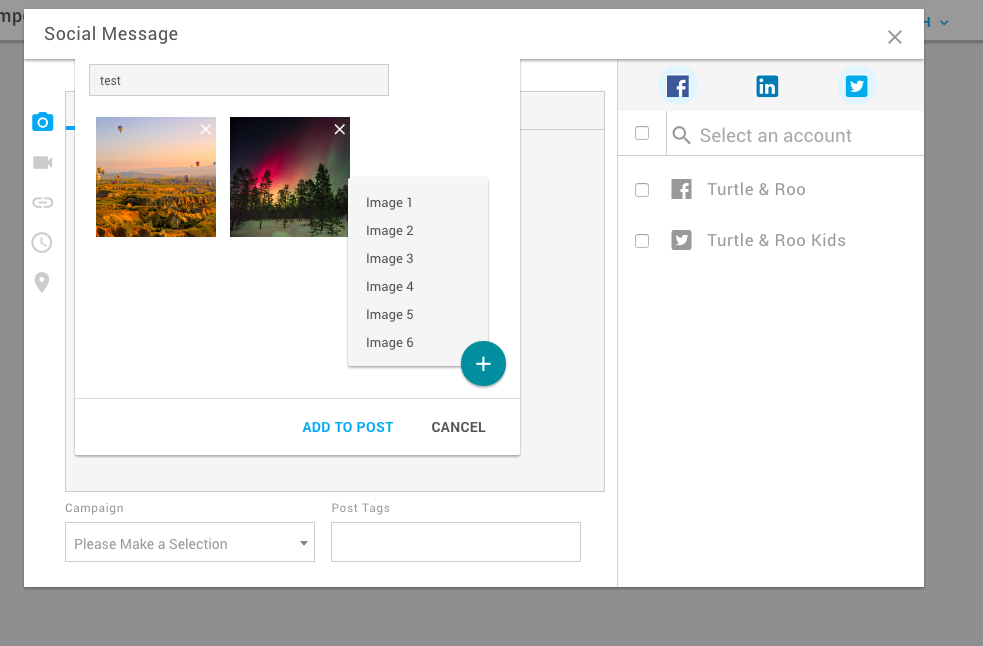 Social Message
test
Image 1
Image 2
Image 3
Image 4
Image 5
Image 6
ADD TO POST
CANCEL
Select an account
Turtle & Roo
Turtle & Roo Kids
Campaign
Post Tags
Please Make a Selection